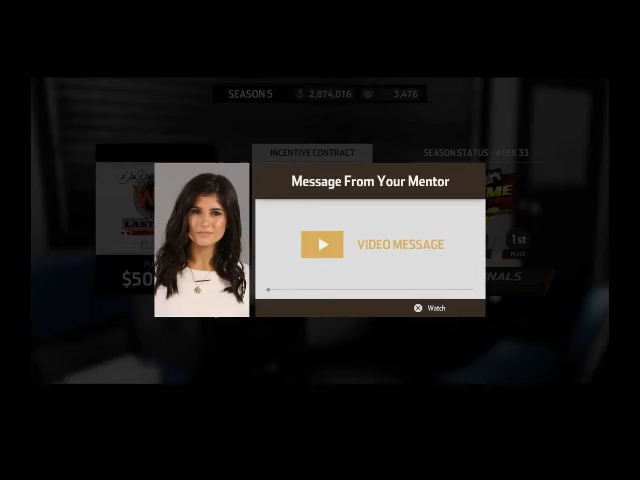 SEASON 5
$ 2,874,016
3,476
INCENTIVE CONTRACT
SEASON STATUS - WEEK 33
Message From Your Mentor
VIDEO MESSAGE
1st
PLACE
$50
Watch